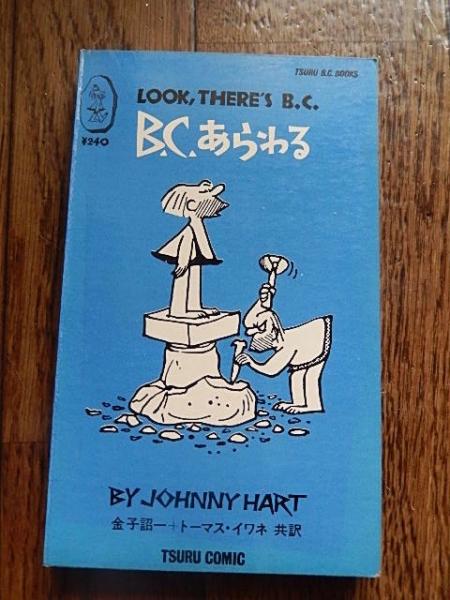 TSURU B.C. BOOKS
LOOK, THERE'S B.C.
¥240
B.C.あらわる
BY JOHNNY HART
金子詔一+トーマス・イワネ 共訳
TSURU COMIC